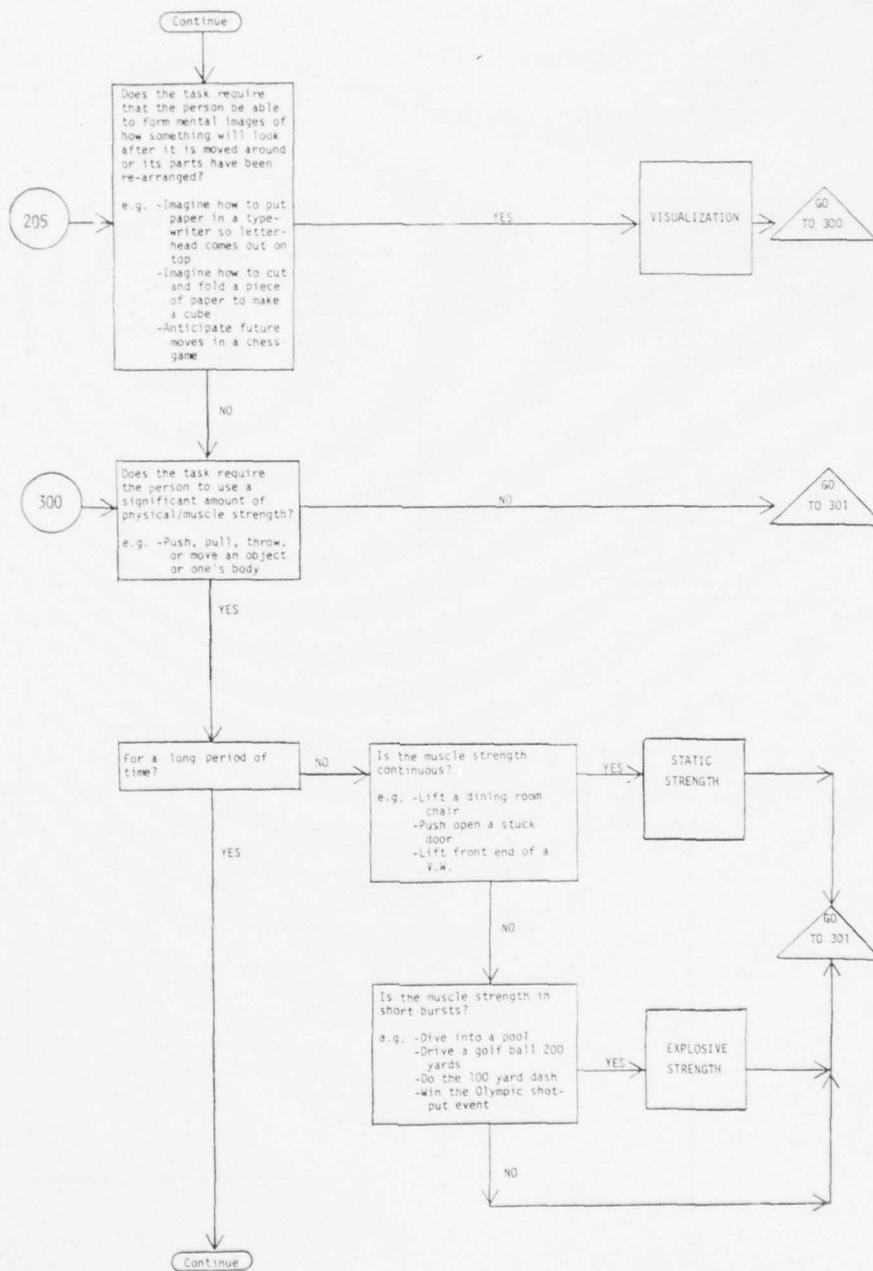 Continue
Does the task require
that the person be able
to form mental images of
how something will look
after it is moved around
or its parts have been
re-arranged?
e.g. -Imagine how to put
paper in a type-
writer so letter-
head comes out on
top
-Imagine how to cut
and fold a piece
of paper to make
a cube
-Anticipate future
moves in a chess
game
205
YES
VISUALIZATION
GO
TO 300
NO
300
Does the task require
the person to use a
significant amount of
physical/muscle strength?
e.g. -Push, pull, throw,
or move an object
or one's body
NO
GO
TO 301
YES
For a long period of
time?
NO
Is the muscle strength
continuous?
e.g. -Lift a dining room
chair
-Push open a stuck
door
-Lift front end of a
V.W.
YES
STATIC
STRENGTH
YES
GO
TO 301
NO
Is the muscle strength in
short bursts?
e.g. -Dive into a pool
-Drive a golf ball 200
yards
-Do the 100 yard dash
-Win the Olympic shot-
put event
YES
EXPLOSIVE
STRENGTH
NO
Continue